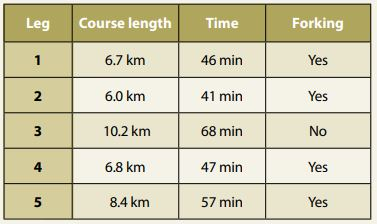 Leg Course length Time Forking
1 6.7 km 46 min Yes
2 6.0 km 41 min Yes
3 10.2 km 68 min No
4 6.8 km 47 min Yes
5 8.4 km 57 min Yes